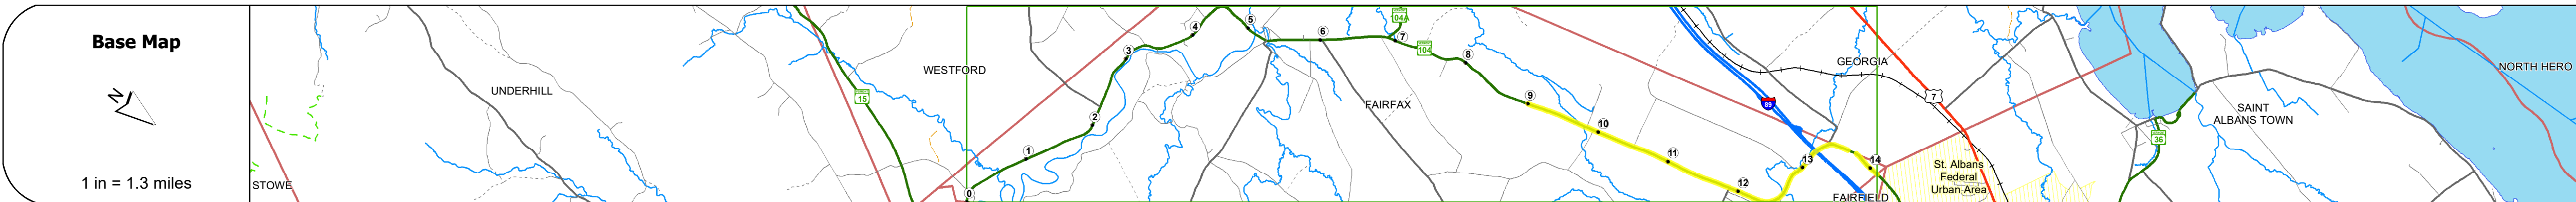 Base Map
N
1 in = 1.3 miles
STOWE
UNDERHILL
15
WESTFORD
0
1
2
3
4
5
6
VERMONT
104A
7
VERMONT
104
8
FAIRFAX
9
10
11
12
13
14
89
GEORGIA
7
FAIRFIELD
St. Albans
Federal
Urban Area
36
SAINT
ALBANS TOWN
NORTH HERO